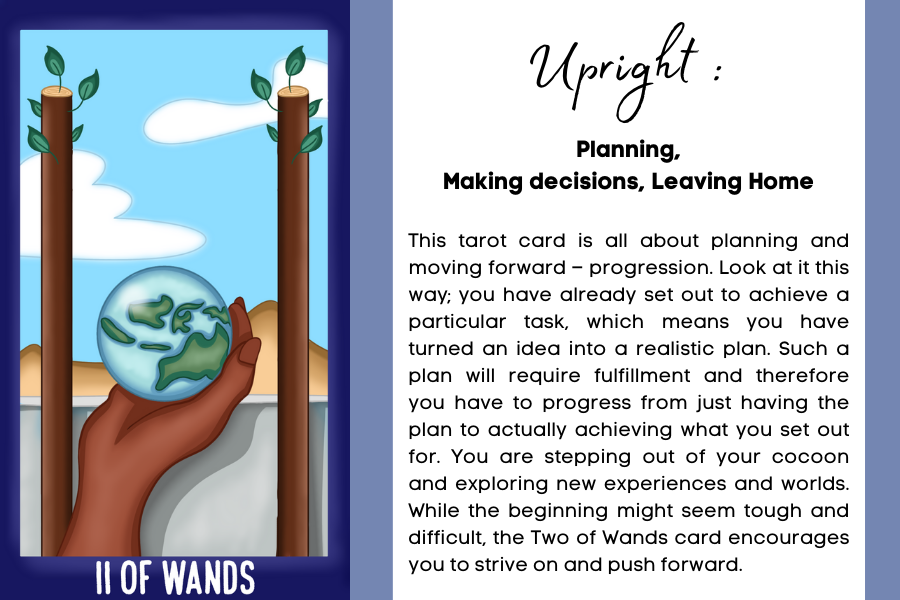 II OF WANDS
Upright :
Planning,
Making decisions, Leaving Home
This tarot card is all about planning and
moving forward – progression. Look at it this
way; you have already set out to achieve a
particular task, which means you have
turned an idea into a realistic plan. Such a
plan will require fulfillment and therefore
you have to progress from just having the
plan to actually achieving what you set out
for. You are stepping out of your cocoon
and exploring new experiences and worlds.
While the beginning might seem tough and
difficult, the Two of Wands card encourages
you to strive on and push forward.